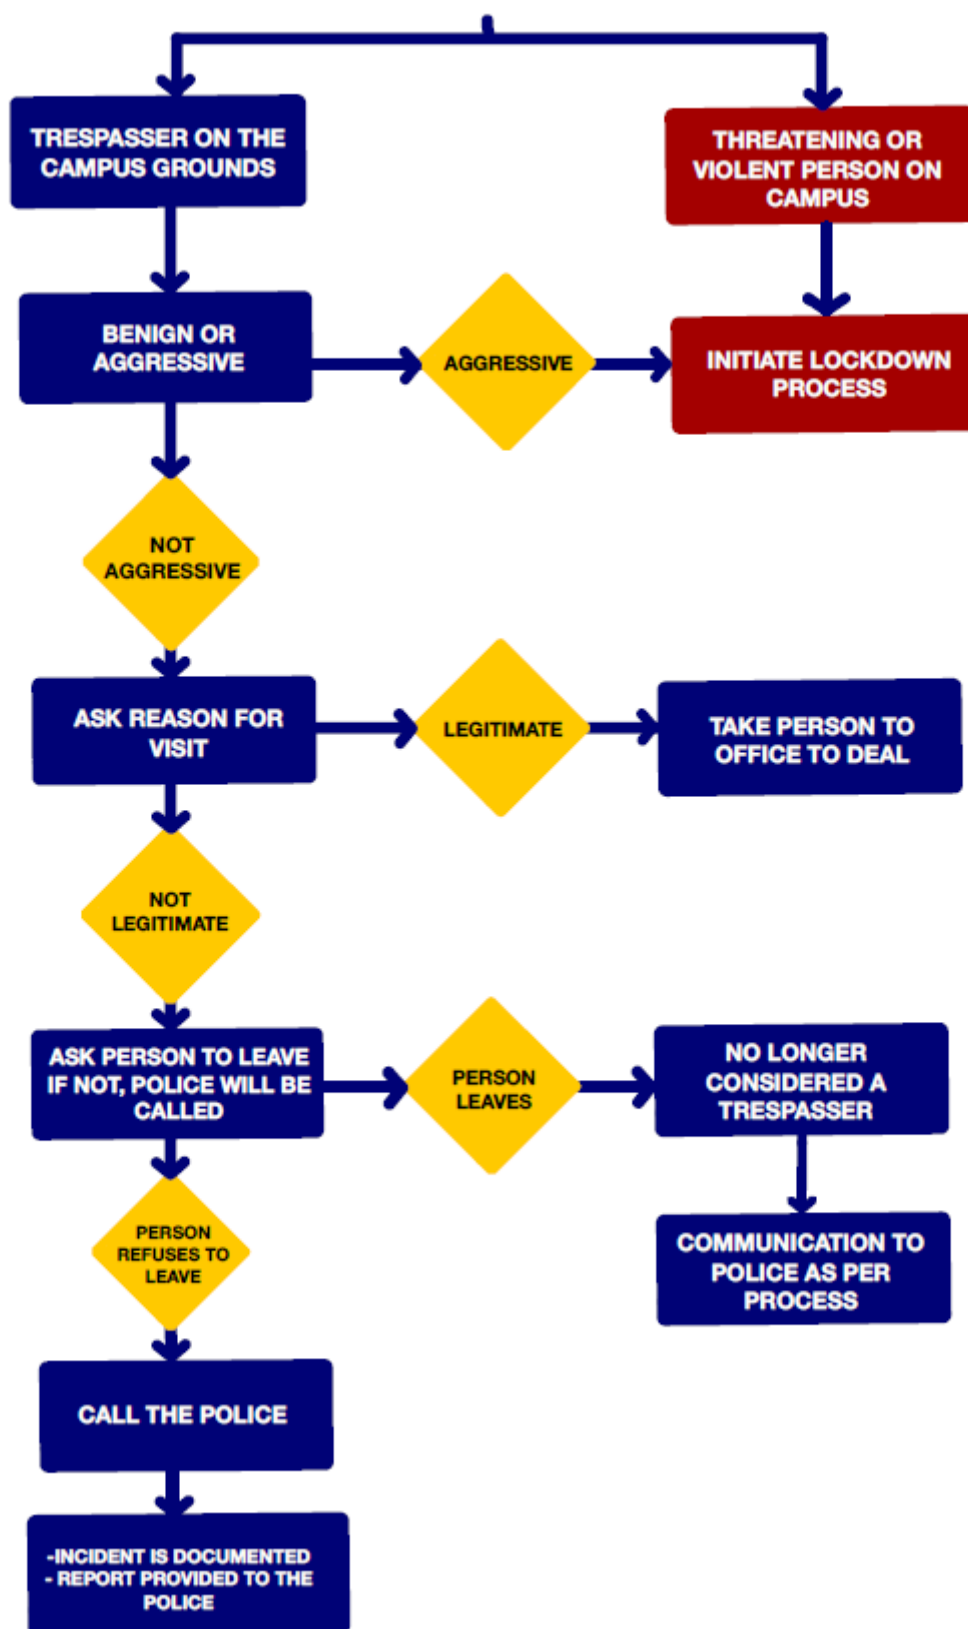 TRESPASSER ON THE
CAMPUS GROUNDS
THREATENING OR
VIOLENT PERSON ON
CAMPUS
BENIGN OR
AGGRESSIVE
AGGRESSIVE
INITIATE LOCKDOWN
PROCESS
NOT
AGGRESSIVE
ASK REASON FOR
VISIT
LEGITIMATE
TAKE PERSON TO
OFFICE TO DEAL
NOT
LEGITIMATE
ASK PERSON TO LEAVE
IF NOT, POLICE WILL BE
CALLED
PERSON
LEAVES
NO LONGER
CONSIDERED A
TRESPASSER
PERSON
REFUSES TO
LEAVE
COMMUNICATION TO
POLICE AS PER
PROCESS
CALL THE POLICE
-INCIDENT IS DOCUMENTED
- REPORT PROVIDED TO THE
POLICE